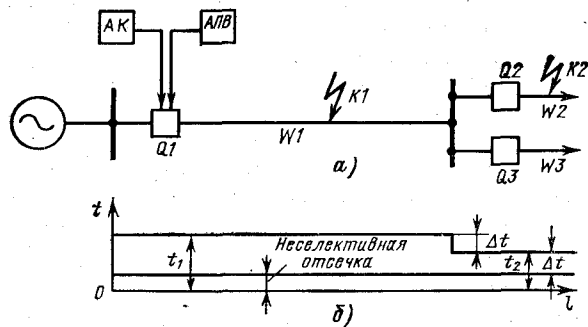 АК
АПВ
K1
Q2
K2
W2
Q1
W1
Q3
W3
а)
t
t₁
Неселективная
отсечка
Δt
t₂
Δt
0
l
б)